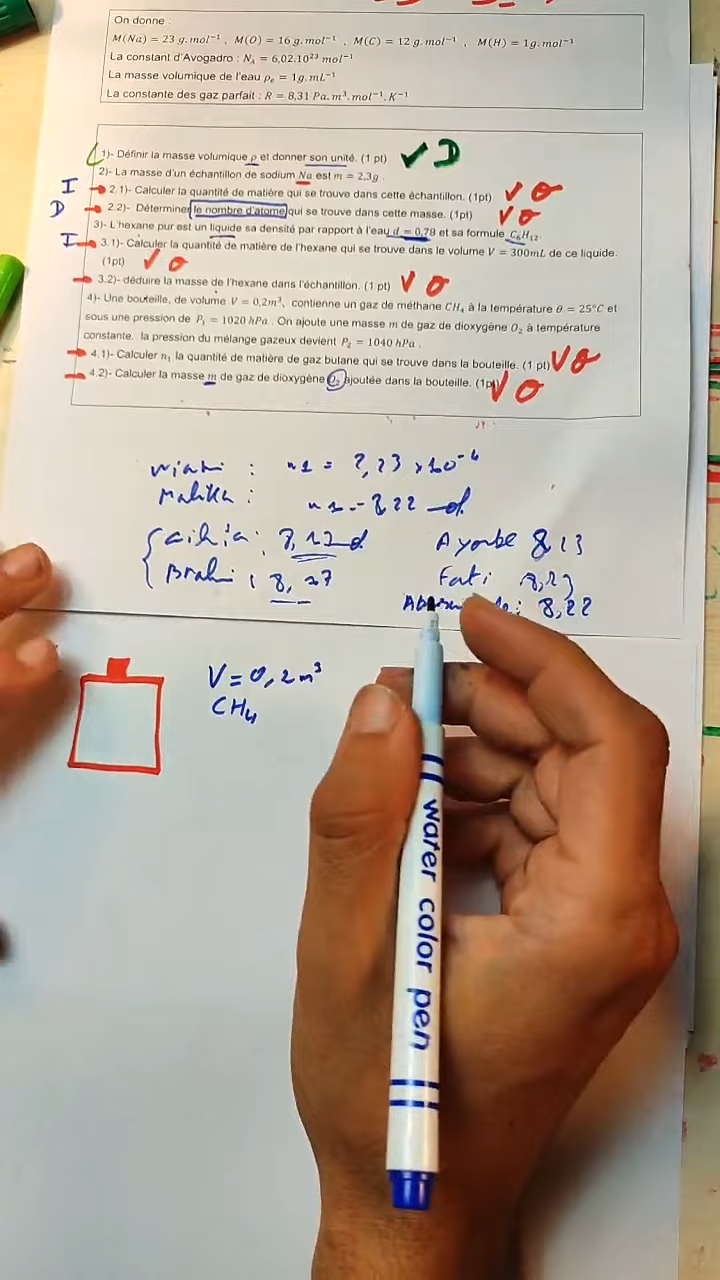 On donne :
M(Na) = 23 g.mol⁻¹ , M(O) = 16 g.mol⁻¹ , M(C) = 12 g.mol⁻¹ , M(H) = 1g.mol⁻¹
La constant d'Avogadro : Nₐ = 6,02.10²³ mol⁻¹
La masse volumique de l'eau ρₑ = 1g.mL⁻¹
La constante des gaz parfait : R = 8,31 Pa.m³.mol⁻¹.K⁻¹
1)- Définir la masse volumique ρ et donner son unité. (1 pt) D
2)- La masse d'un échantillon de sodium Na est m = 2,3g .
I 2.1)- Calculer la quantité de matière qui se trouve dans cette échantillon. (1pt)
D 2.2)- Déterminer le nombre d'atome qui se trouve dans cette masse. (1pt)
3)- L'hexane pur est un liquide sa densité par rapport à l'eau d = 0,78 et sa formule C₆H₁₂.
I 3.1)- Calculer la quantité de matière de l'hexane qui se trouve dans le volume V = 300mL de ce liquide.
(1pt)
3.2)- déduire la masse de l'hexane dans l'échantillon. (1 pt)
4)- Une bouteille, de volume V = 0,2m³, contienne un gaz de méthane CH₄ à la température θ = 25°C et
sous une pression de P₁ = 1020 hPa . On ajoute une masse m de gaz de dioxygène O₂ à température
constante. la pression du mélange gazeux devient P₂ = 1040 hPa .
4.1)- Calculer n₁ la quantité de matière de gaz butane qui se trouve dans la bouteille. (1 pt)
4.2)- Calculer la masse m de gaz de dioxygène O₂ ajoutée dans la bouteille. (1pt)
Malika :
Ayoube
Brahi : 8,
Fati
: 8,22
V = 0,2 m³
CH₄
water color pen